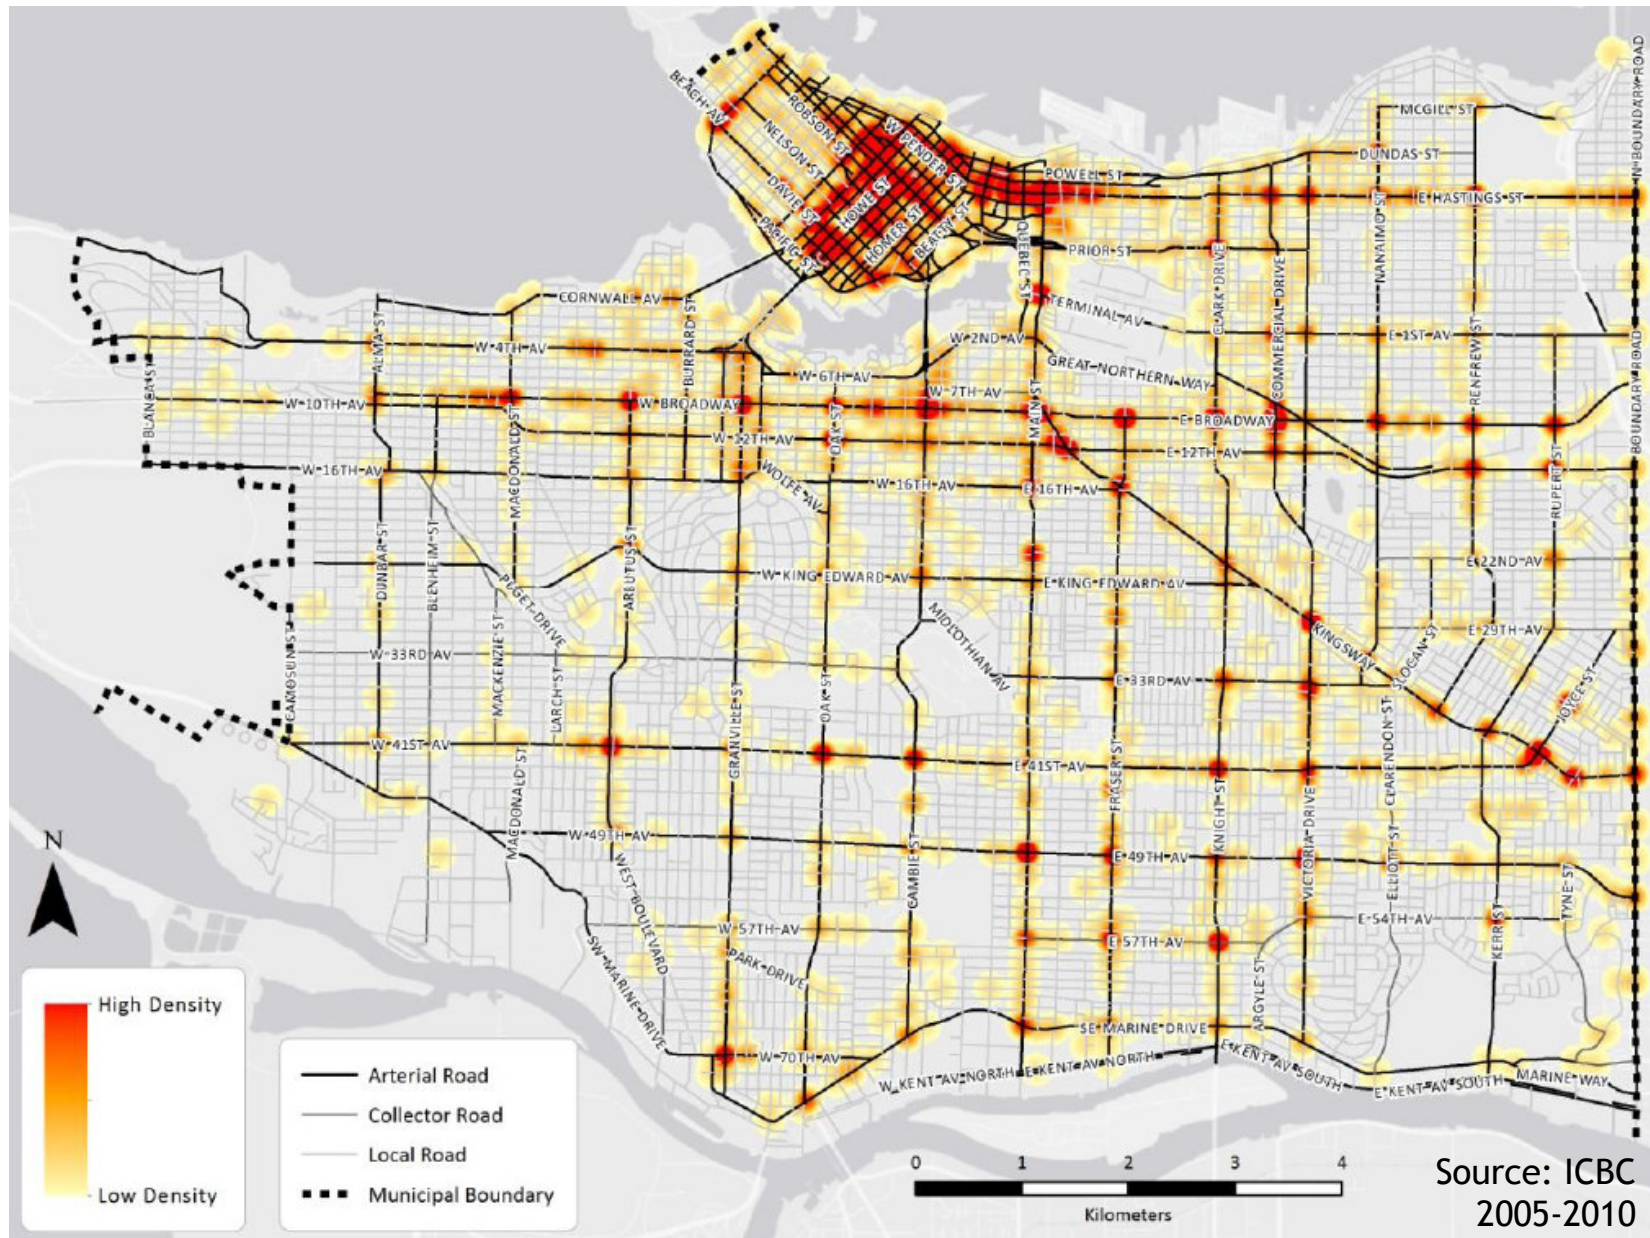 BEACH AV
ROBSON ST
NELSON ST
DAVIE ST
PACIFIC ST
W PENDER ST
HOWE ST
HOMER ST
BEATTY ST
POWELL ST
MCGILL ST
DUNDAS ST
E HASTINGS ST
N BOUNDARY ROAD
QUEBEC ST
PRIOR ST
CLARK DRIVE
COMMERCIAL DRIVE
NANAIMO ST
TERMINAL AV
E 1ST AV
RENFREW ST
BOUNDARY ROAD
CORNWALL AV
ALMA ST
W 4TH AV
BURRARD ST
W 2ND AV
W 6TH AV
GREAT NORTHERN WAY
W 7TH AV
BLANCA ST
W 10TH AV
W BROADWAY
E BROADWAY
MACDONALD ST
W 12TH AV
OAK ST
MAIN ST
E 12TH AV
W 16TH AV
WOLFE AV
W 16TH AV
E 16TH AV
RUPERT ST
DUNBAR ST
BLENHEIM ST
PUGET DRIVE
ARBUTUS ST
W KING EDWARD AV
E KING EDWARD AV
E 22ND AV
MIDLOTHIAN AV
KINGSWAY
E 29TH AV
SLOCAN ST
CAMOSUN ST
W 33RD AV
MACKENZIE ST
LARCH ST
E 33RD AV
JOYCE ST
GRANVILLE ST
OAK ST
W 41ST AV
E 41ST AV
FRASER ST
KNIGHT ST
VICTORIA DRIVE
CLARENDON ST
MACDONALD ST
W 49TH AV
CAMBIE ST
E 49TH AV
ELLIOTT ST
TYNE ST
WEST BOULEVARD
W 57TH AV
E 57TH AV
E 54TH AV
KERR ST
SW MARINE DRIVE
PARK DRIVE
ARGYLE ST
SE MARINE DRIVE
W 70TH AV
W KENT AV NORTH
E KENT AV NORTH
E KENT AV SOUTH
E KENT AV SOUTH
MARINE WAY
N
High Density
Low Density
Arterial Road
Collector Road
Local Road
Municipal Boundary
0 1 2 3 4
Kilometers
Source: ICBC
2005-2010